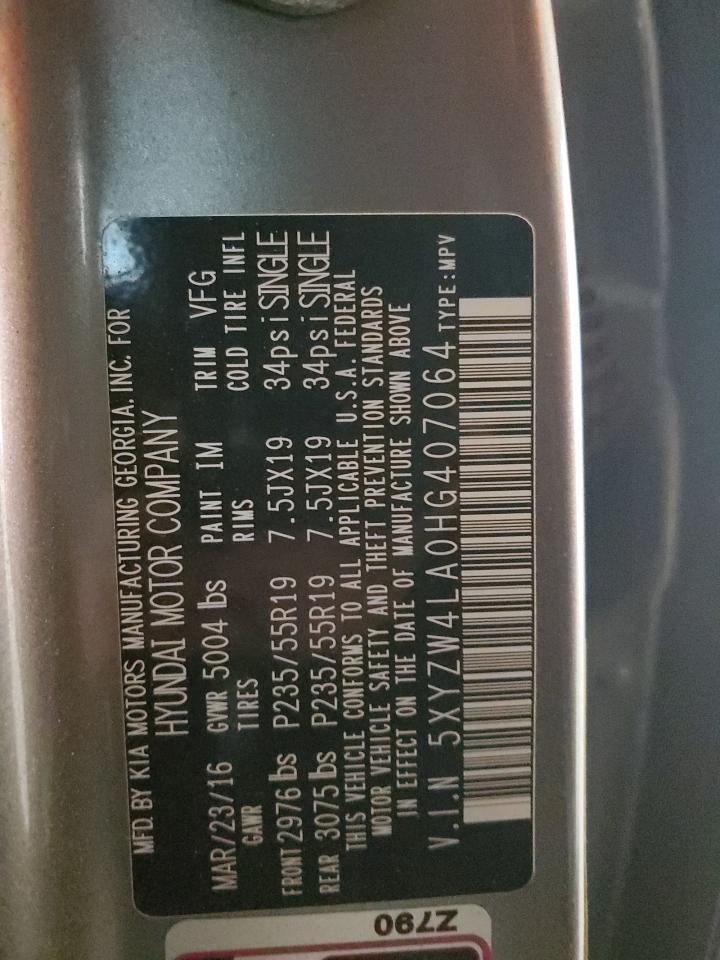 MFD. BY KIA MOTORS MANUFACTURING GEORGIA, INC. FOR
HYUNDAI MOTOR COMPANY
MAR/23/16 GVWR 5004 lbs PAINT IM TRIM VFG
GAWR TIRES RIMS COLD TIRE INFL
FRONT 2976 lbs P235/55R19 7.5JX19 34psi SINGLE
REAR 3075 lbs P235/55R19 7.5JX19 34psi SINGLE
THIS VEHICLE CONFORMS TO ALL APPLICABLE U.S.A. FEDERAL
MOTOR VEHICLE SAFETY AND THEFT PREVENTION STANDARDS
IN EFFECT ON THE DATE OF MANUFACTURE SHOWN ABOVE
V.I.N 5XYZW4LA0HG407064 TYPE:MPV
Z790